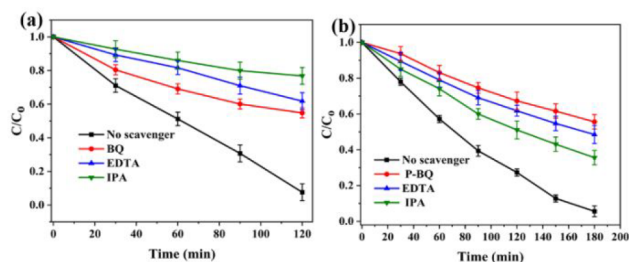 (a)
1.0
0.8
0.6
0.4
0.2
0.0
C/C0
No scavenger
BQ
EDTA
IPA
0 20 40 60 80 100 120
Time (min)
(b)
1.0
0.8
0.6
0.4
0.2
0.0
C/C0
No scavenger
P-BQ
EDTA
IPA
0 20 40 60 80 100 120 140 160 180
Time (min)